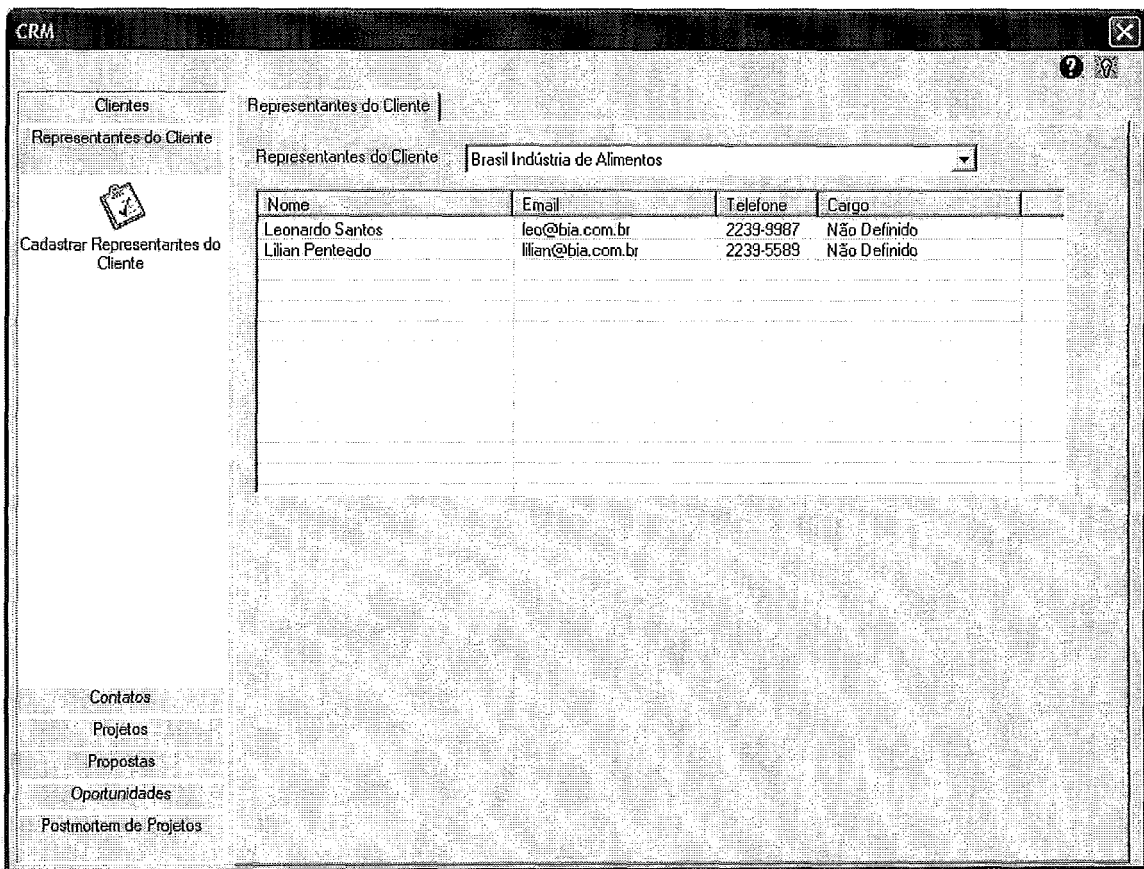 CRM
Clientes
Representantes do Cliente
Cadastrar Representantes do
Cliente
Contatos
Projetos
Propostas
Oportunidades
Postmortem de Projetos
Representantes do Cliente
Representantes do Cliente Brasil Indústria de Alimentos
Nome Email Telefone Cargo
Leonardo Santos leo@bia.com.br 2239-9987 Não Definido
Lilian Penteado lilian@bia.com.br 2239-5589 Não Definido